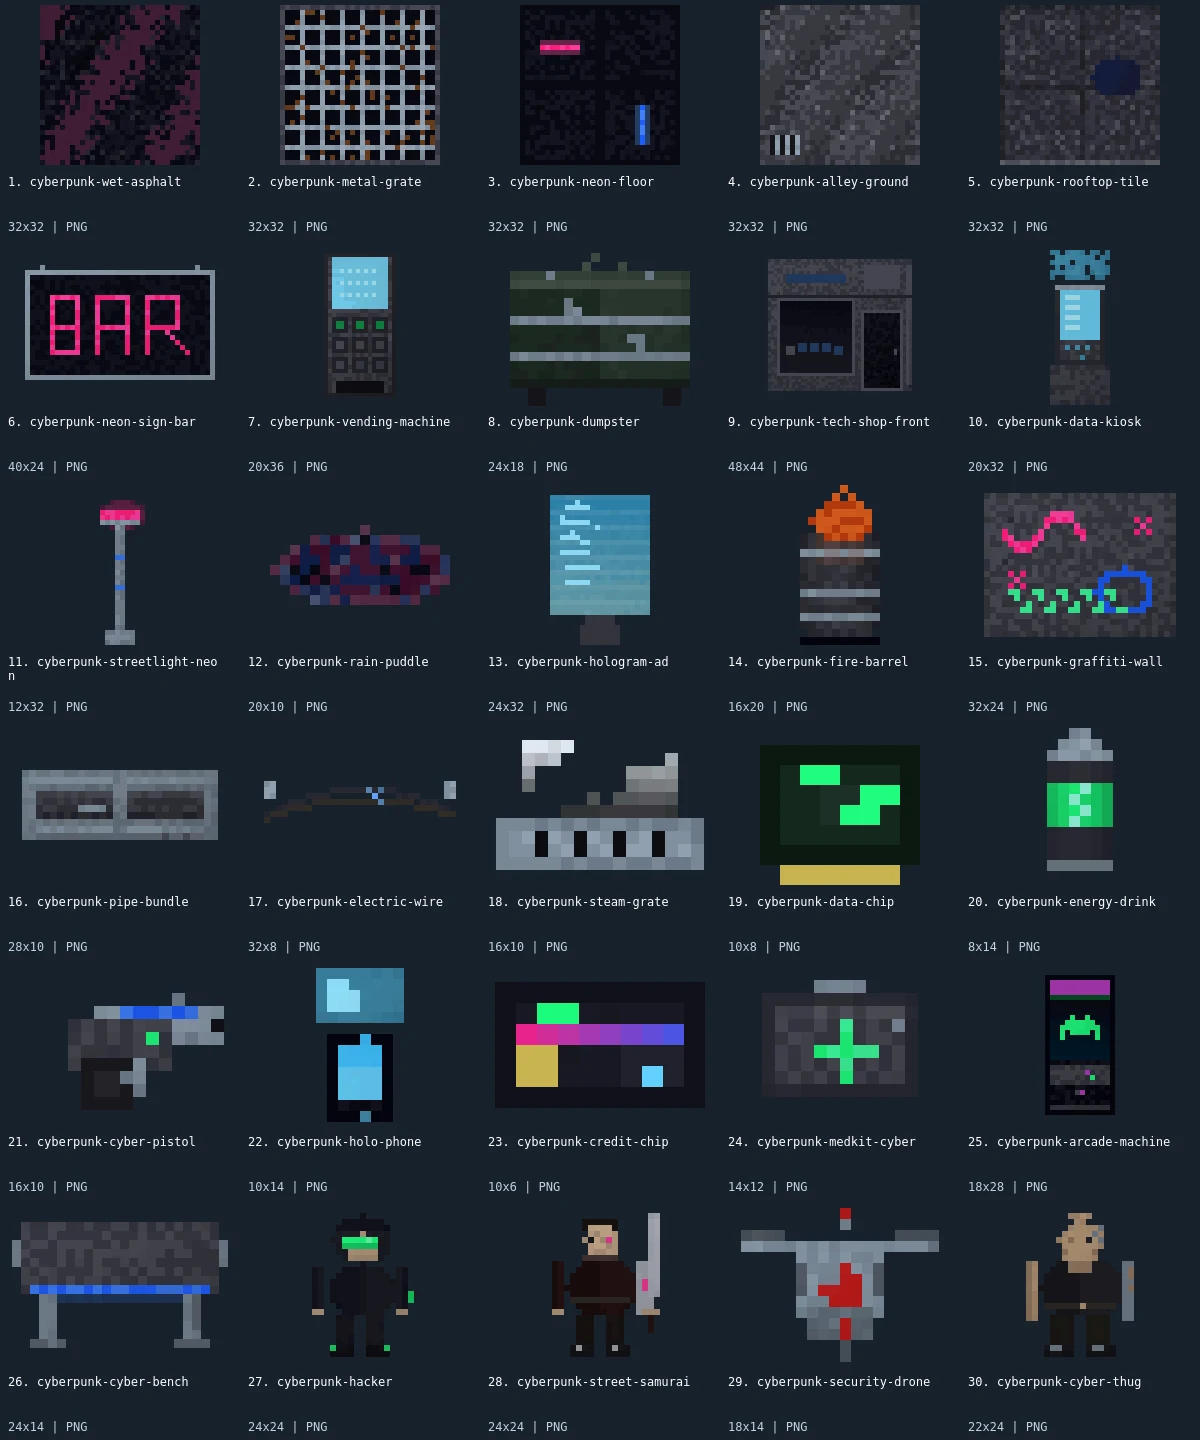 1. cyberpunk-wet-asphalt
2. cyberpunk-metal-grate
3. cyberpunk-neon-floor
4. cyberpunk-alley-ground
5. cyberpunk-rooftop-tile
32x32 | PNG
32x32 | PNG
32x32 | PNG
32x32 | PNG
32x32 | PNG
BAR
6. cyberpunk-neon-sign-bar
7. cyberpunk-vending-machine
8. cyberpunk-dumpster
9. cyberpunk-tech-shop-front
10. cyberpunk-data-kiosk
40x24 | PNG
20x36 | PNG
24x18 | PNG
48x44 | PNG
20x32 | PNG
11. cyberpunk-streetlight-neo
n
12. cyberpunk-rain-puddle
13. cyberpunk-hologram-ad
14. cyberpunk-fire-barrel
15. cyberpunk-graffiti-wall
12x32 | PNG
20x10 | PNG
24x32 | PNG
16x20 | PNG
32x24 | PNG
16. cyberpunk-pipe-bundle
17. cyberpunk-electric-wire
18. cyberpunk-steam-grate
19. cyberpunk-data-chip
20. cyberpunk-energy-drink
28x10 | PNG
32x8 | PNG
16x10 | PNG
10x8 | PNG
8x14 | PNG
21. cyberpunk-cyber-pistol
22. cyberpunk-holo-phone
23. cyberpunk-credit-chip
24. cyberpunk-medkit-cyber
25. cyberpunk-arcade-machine
16x10 | PNG
10x14 | PNG
10x6 | PNG
14x12 | PNG
18x28 | PNG
26. cyberpunk-cyber-bench
27. cyberpunk-hacker
28. cyberpunk-street-samurai
29. cyberpunk-security-drone
30. cyberpunk-cyber-thug
24x14 | PNG
24x24 | PNG
24x24 | PNG
18x14 | PNG
22x24 | PNG